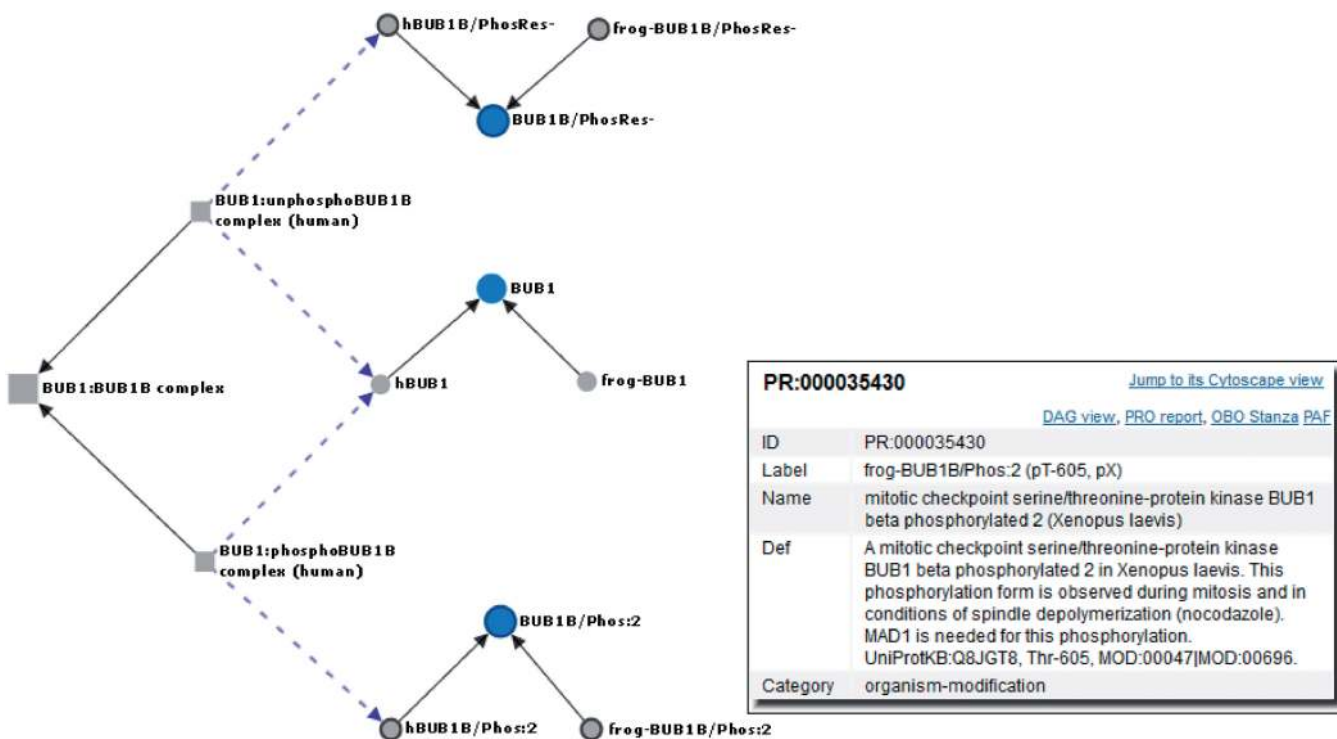 hBUB1B/PhosRes-
frog-BUB1B/PhosRes-
BUB1B/PhosRes-
BUB1:unphosphoBUB1B
complex (human)
BUB1
BUB1:BUB1B complex
hBUB1
frog-BUB1
BUB1:phosphoBUB1B
complex (human)
BUB1B/Phos:2
hBUB1B/Phos:2
frog-BUB1B/Phos:2
PR:000035430
Jump to its Cytoscape view
DAG view, PRO report, OBO Stanza PAF
ID PR:000035430
Label frog-BUB1B/Phos:2 (pT-605, pX)
Name mitotic checkpoint serine/threonine-protein kinase BUB1
beta phosphorylated 2 (Xenopus laevis)
Def A mitotic checkpoint serine/threonine-protein kinase
BUB1 beta phosphorylated 2 in Xenopus laevis. This
phosphorylation form is observed during mitosis and in
conditions of spindle depolymerization (nocodazole).
MAD1 is needed for this phosphorylation.
UniProtKB:Q8JGT8, Thr-605, MOD:00047|MOD:00696.
Category organism-modification